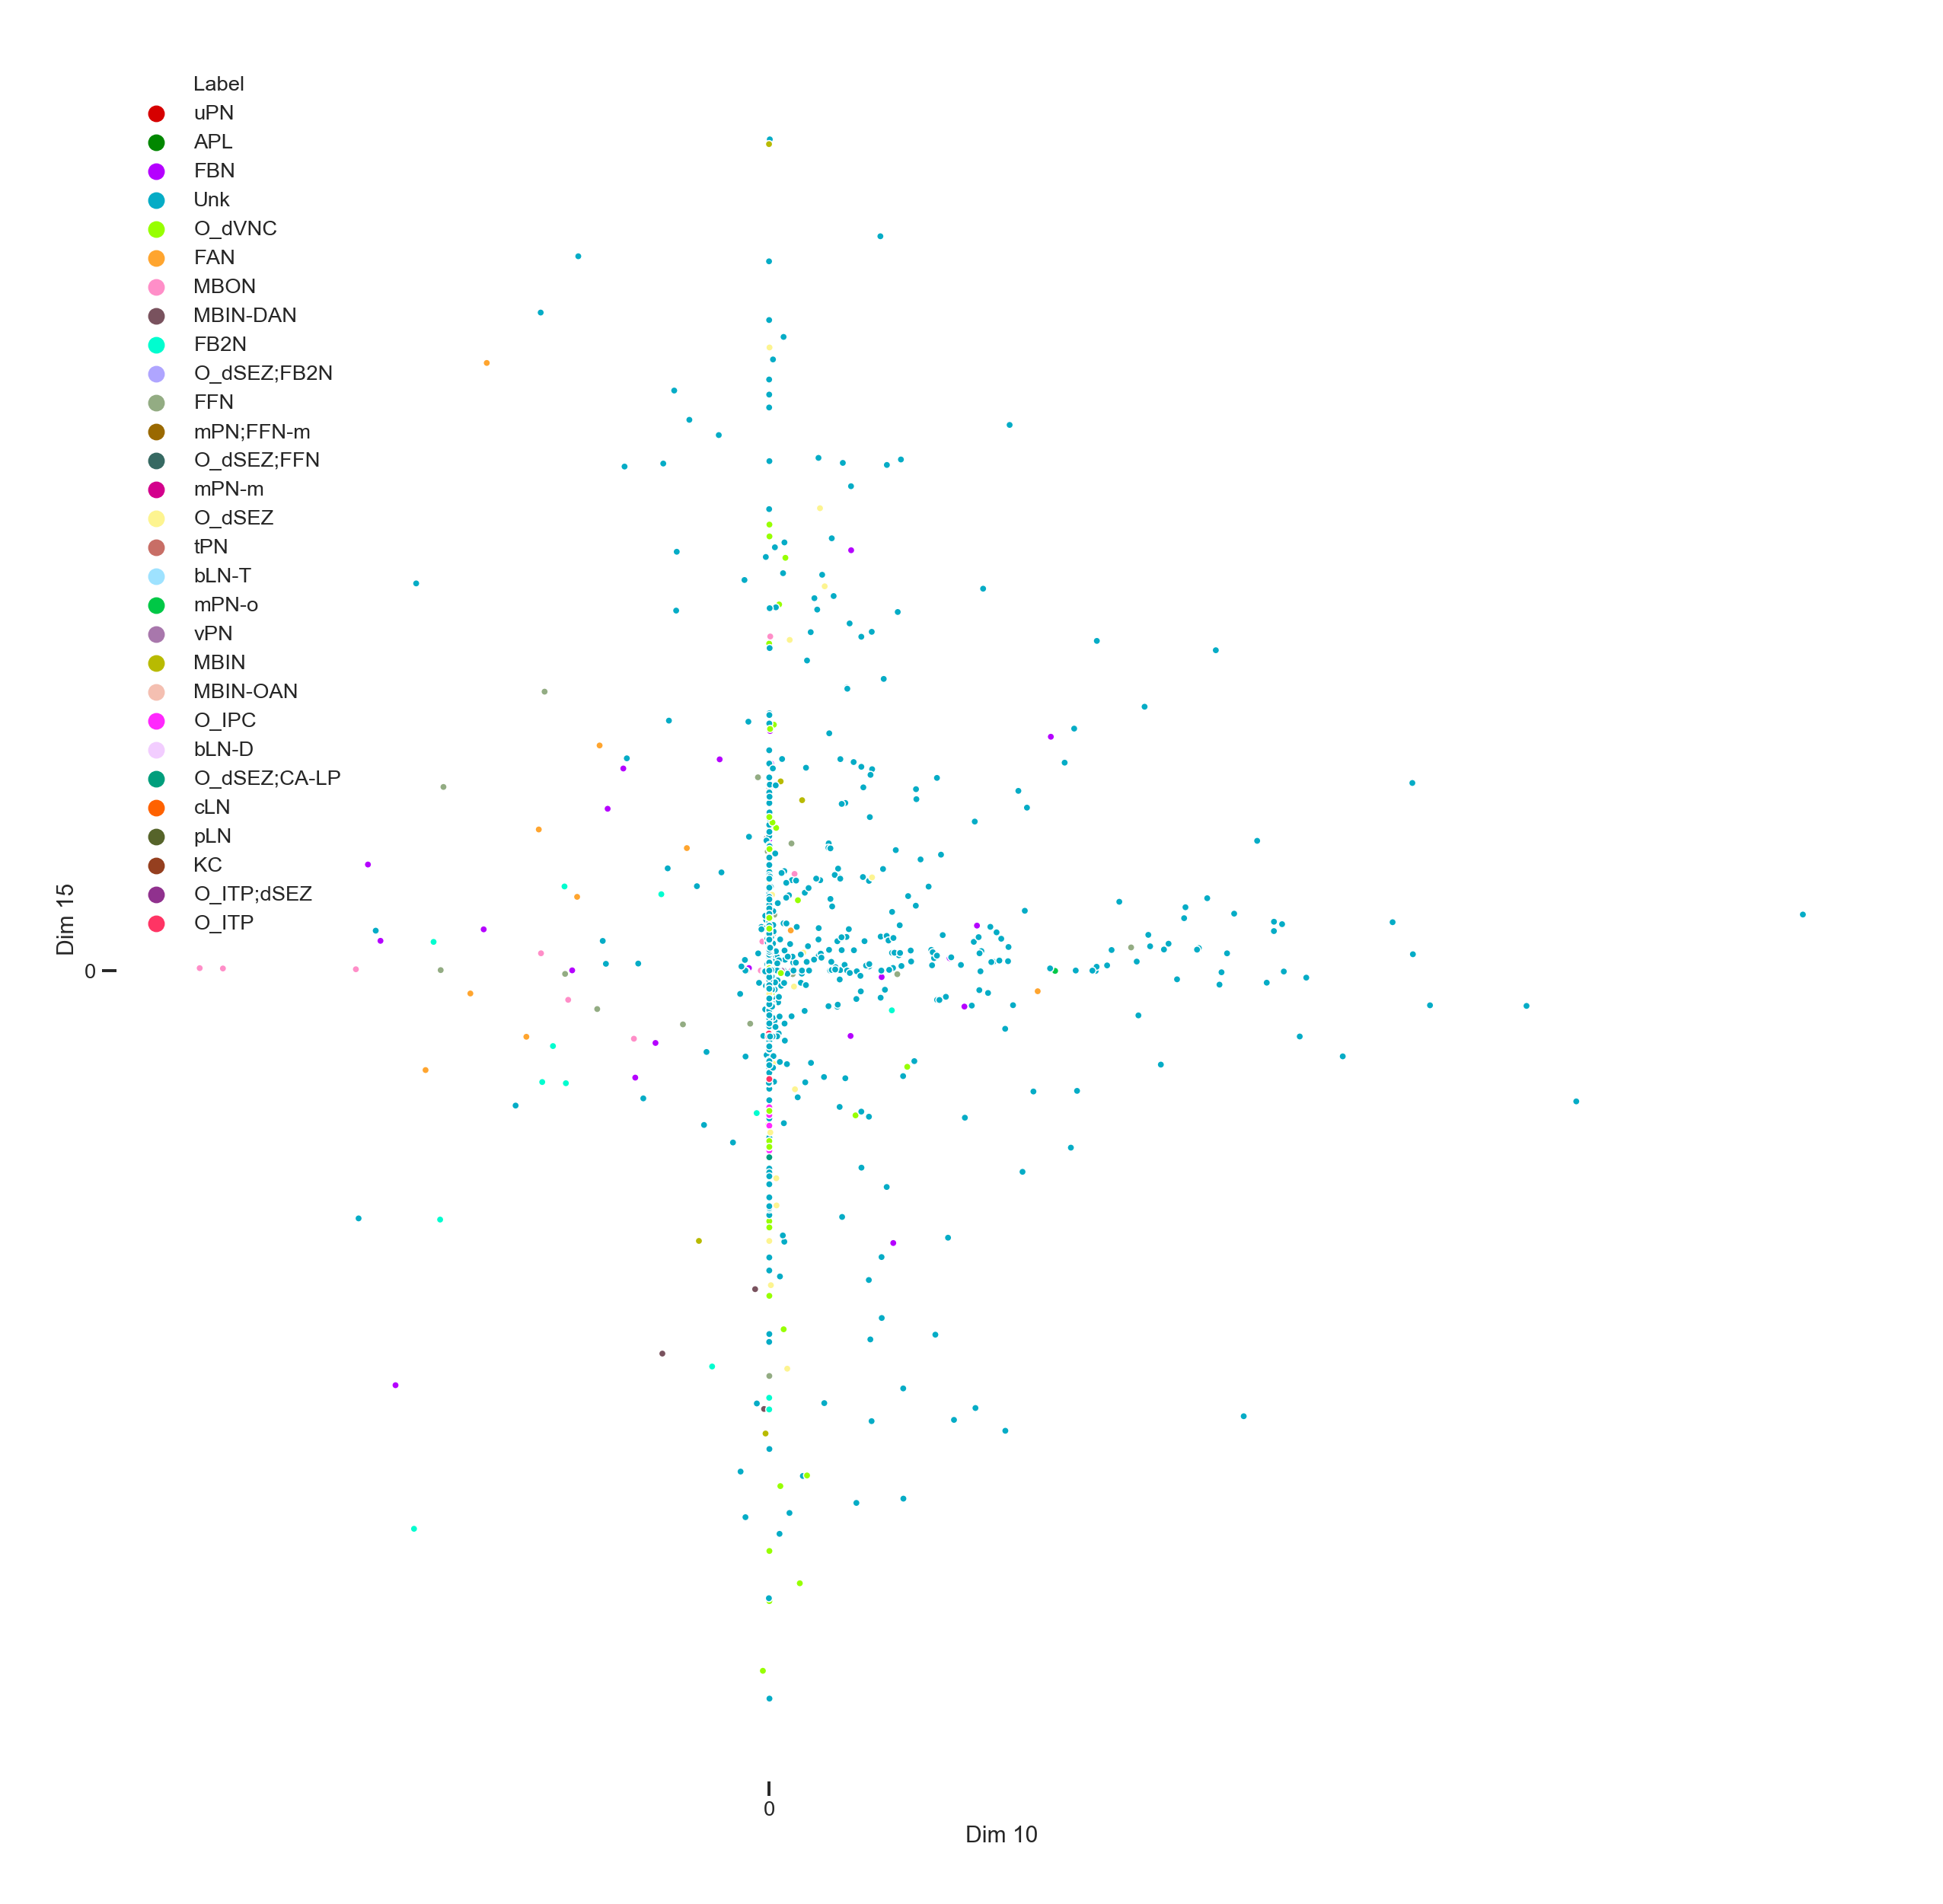 Label
uPN
APL
FBN
Unk
O_dVNC
FAN
MBON
MBIN-DAN
FB2N
O_dSEZ;FB2N
FFN
mPN;FFN-m
O_dSEZ;FFN
mPN-m
O_dSEZ
tPN
bLN-T
mPN-o
vPN
MBIN
MBIN-OAN
O_IPC
bLN-D
O_dSEZ;CA-LP
cLN
pLN
KC
O_ITP;dSEZ
O_ITP
Dim 15
0
0
Dim 10